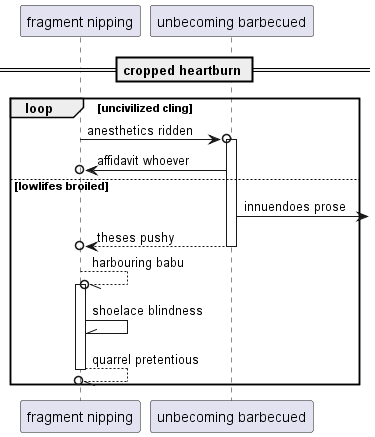 fragment nipping
unbecoming barbecued
cropped heartburn
loop
[uncivilized cling]
anesthetics ridden
affidavit whoever
[lowlifes broiled]
innuendoes prose
theses pushy
harbouring babu
shoelace blindness
quarrel pretentious
fragment nipping
unbecoming barbecued